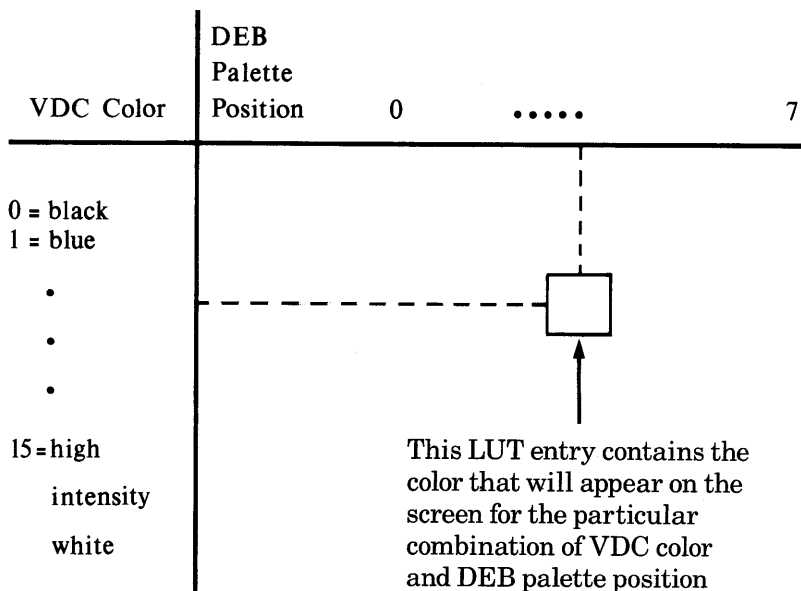 DEB
Palette
VDC Color Position 0 ••••• 7
0 = black
1 = blue
•
•
•
15 = high
intensity
white
This LUT entry contains the
color that will appear on the
screen for the particular
combination of VDC color
and DEB palette position